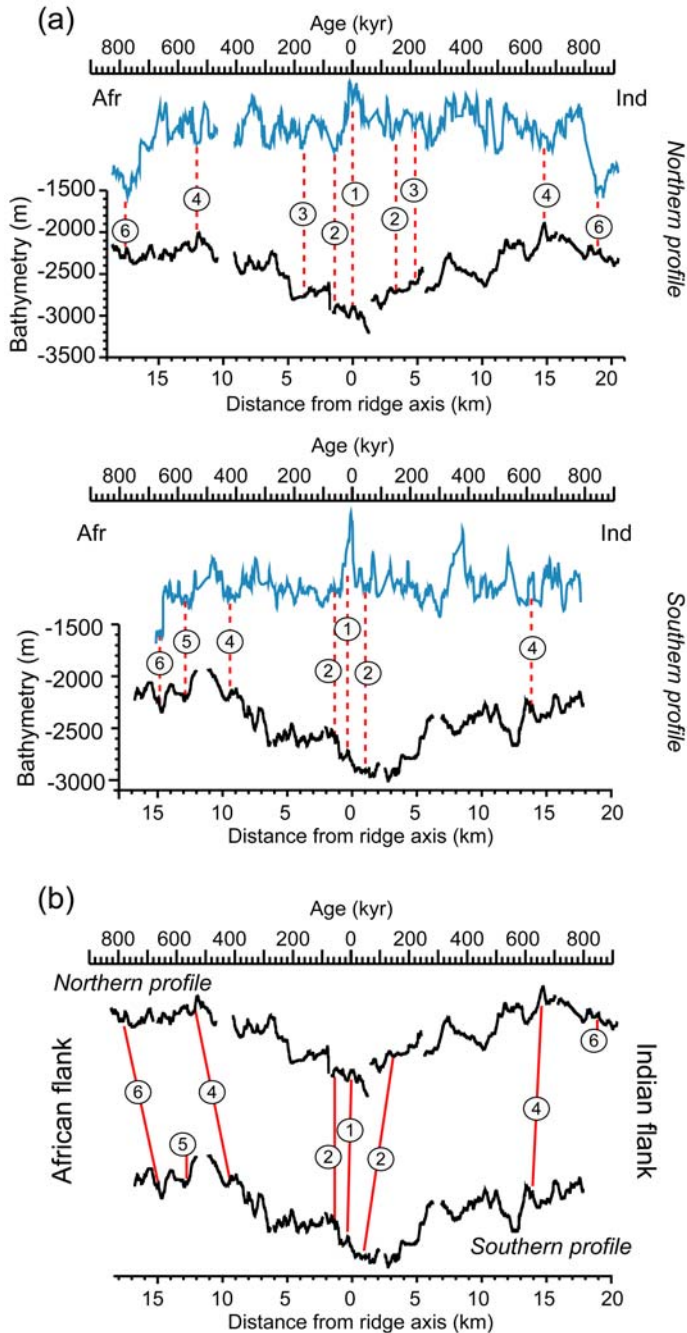 (a)
Age (kyr)
800 600 400 200 0 200 400 600 800
Afr
Ind
-1500
-2000
-2500
-3000
-3500
Bathymetry (m)
6 4 3 2 1 2 3 4 6
Northern profile
15 10 5 0 5 10 15 20
Distance from ridge axis (km)
Age (kyr)
800 600 400 200 0 200 400 600 800
Afr
Ind
-1500
-2000
-2500
-3000
Bathymetry (m)
6 5 4 2 1 2 4
Southern profile
15 10 5 0 5 10 15 20
Distance from ridge axis (km)
(b)
Age (kyr)
800 600 400 200 0 200 400 600 800
Northern profile
African flank
Indian flank
6 5 4 2 1 2 4 6
Southern profile
15 10 5 0 5 10 15 20
Distance from ridge axis (km)